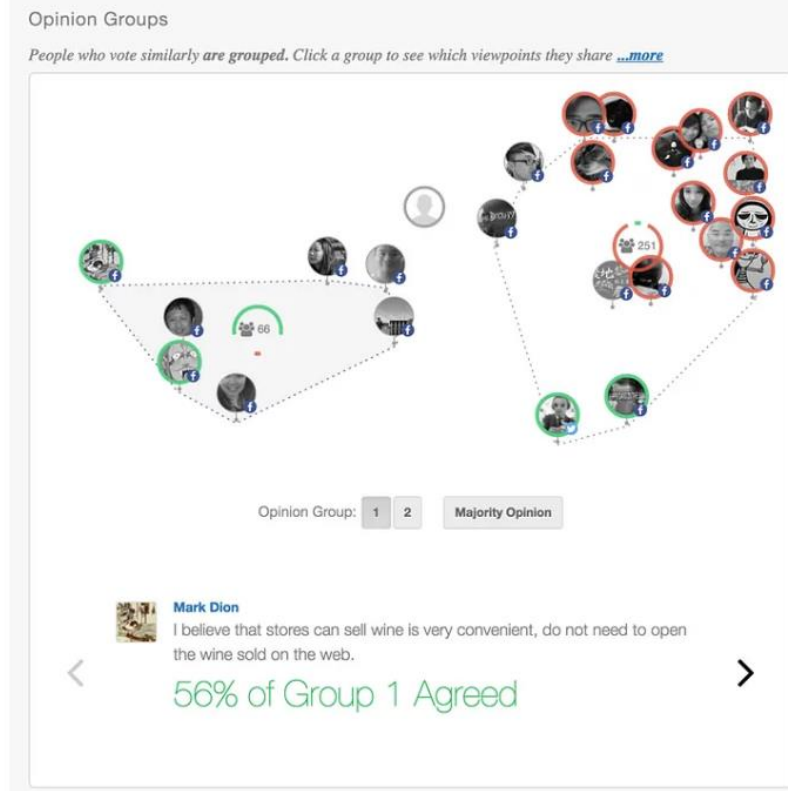 Opinion Groups
People who vote similarly are grouped. Click a group to see which viewpoints they share ...more
251
66
Opinion Group: 1 2 Majority Opinion
Mark Dion
I believe that stores can sell wine is very convenient, do not need to open
the wine sold on the web.
56% of Group 1 Agreed